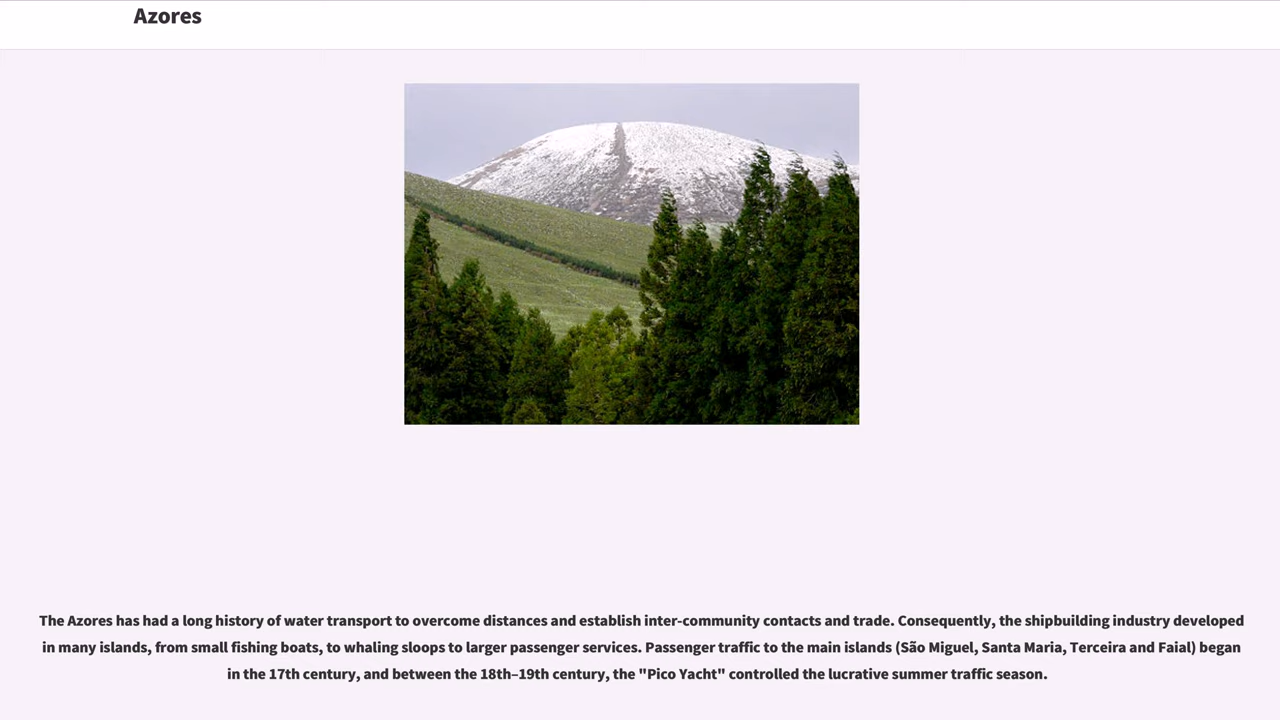 Azores
The Azores has had a long history of water transport to overcome distances and establish inter-community contacts and trade. Consequently, the shipbuilding industry developed
in many islands, from small fishing boats, to whaling sloops to larger passenger services. Passenger traffic to the main islands (São Miguel, Santa Maria, Terceira and Faial) began
in the 17th century, and between the 18th–19th century, the "Pico Yacht" controlled the lucrative summer traffic season.